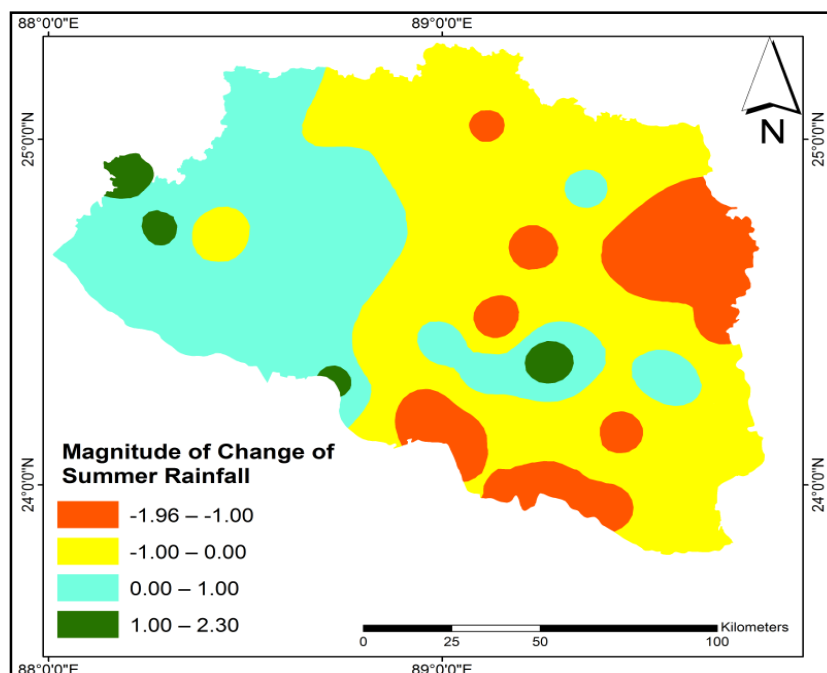 88°0'0"E
89°0'0"E
25°0'0"N
25°0'0"N
N
24°0'0"N
24°0'0"N
Magnitude of Change of
Summer Rainfall
-1.96 – -1.00
-1.00 – 0.00
0.00 – 1.00
1.00 – 2.30
Kilometers
0 25 50 100
88°0'0"E
89°0'0"E